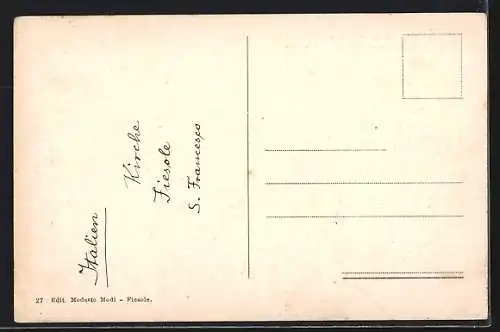 Italien
Kirche
Fiesole
S. Francesco
27 Edit. Modesto Modi - Fiesole.